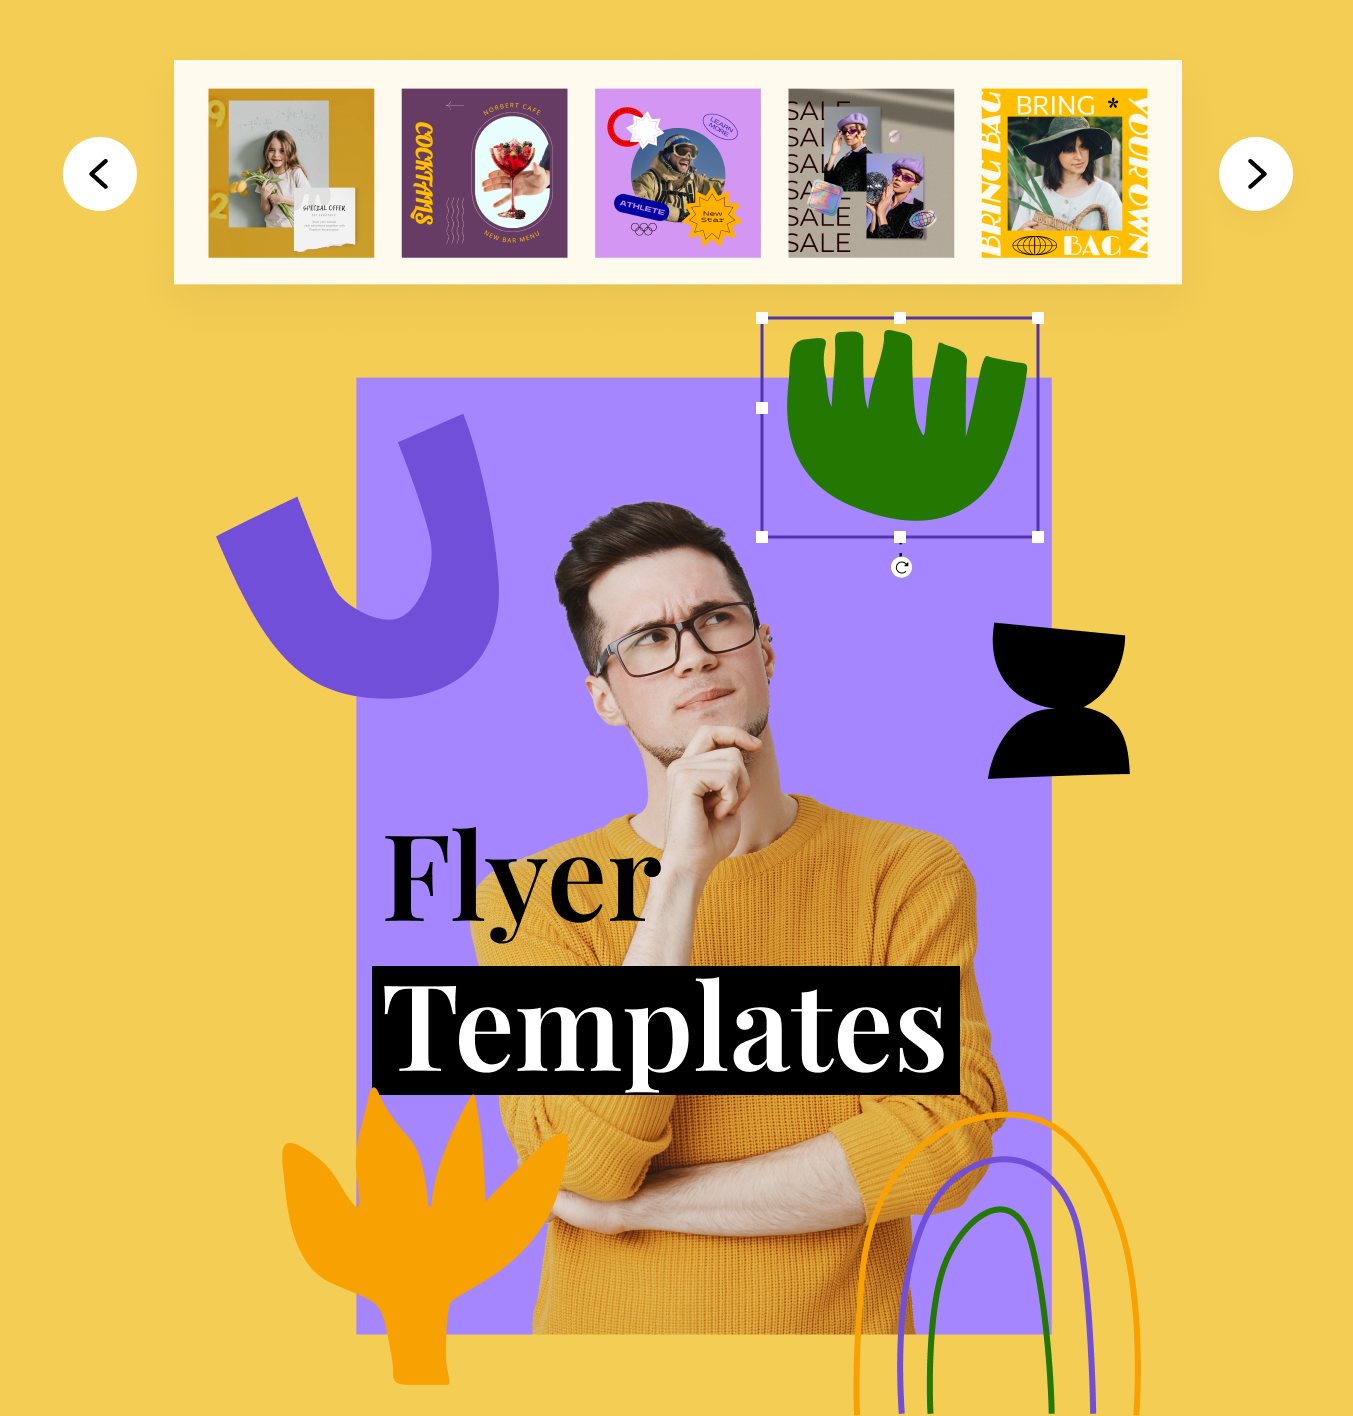 9
2
SPECIAL OFFER
COCKTAILS
NORBERT CAFE
NEW BAR MENU
LEARN
MORE
ATHLETE
New
Star
SALE
SALE
SALE
SALE
SALE
SALE
BRING BAG
BRING *
YOUR OWN
BAG
Flyer
Templates